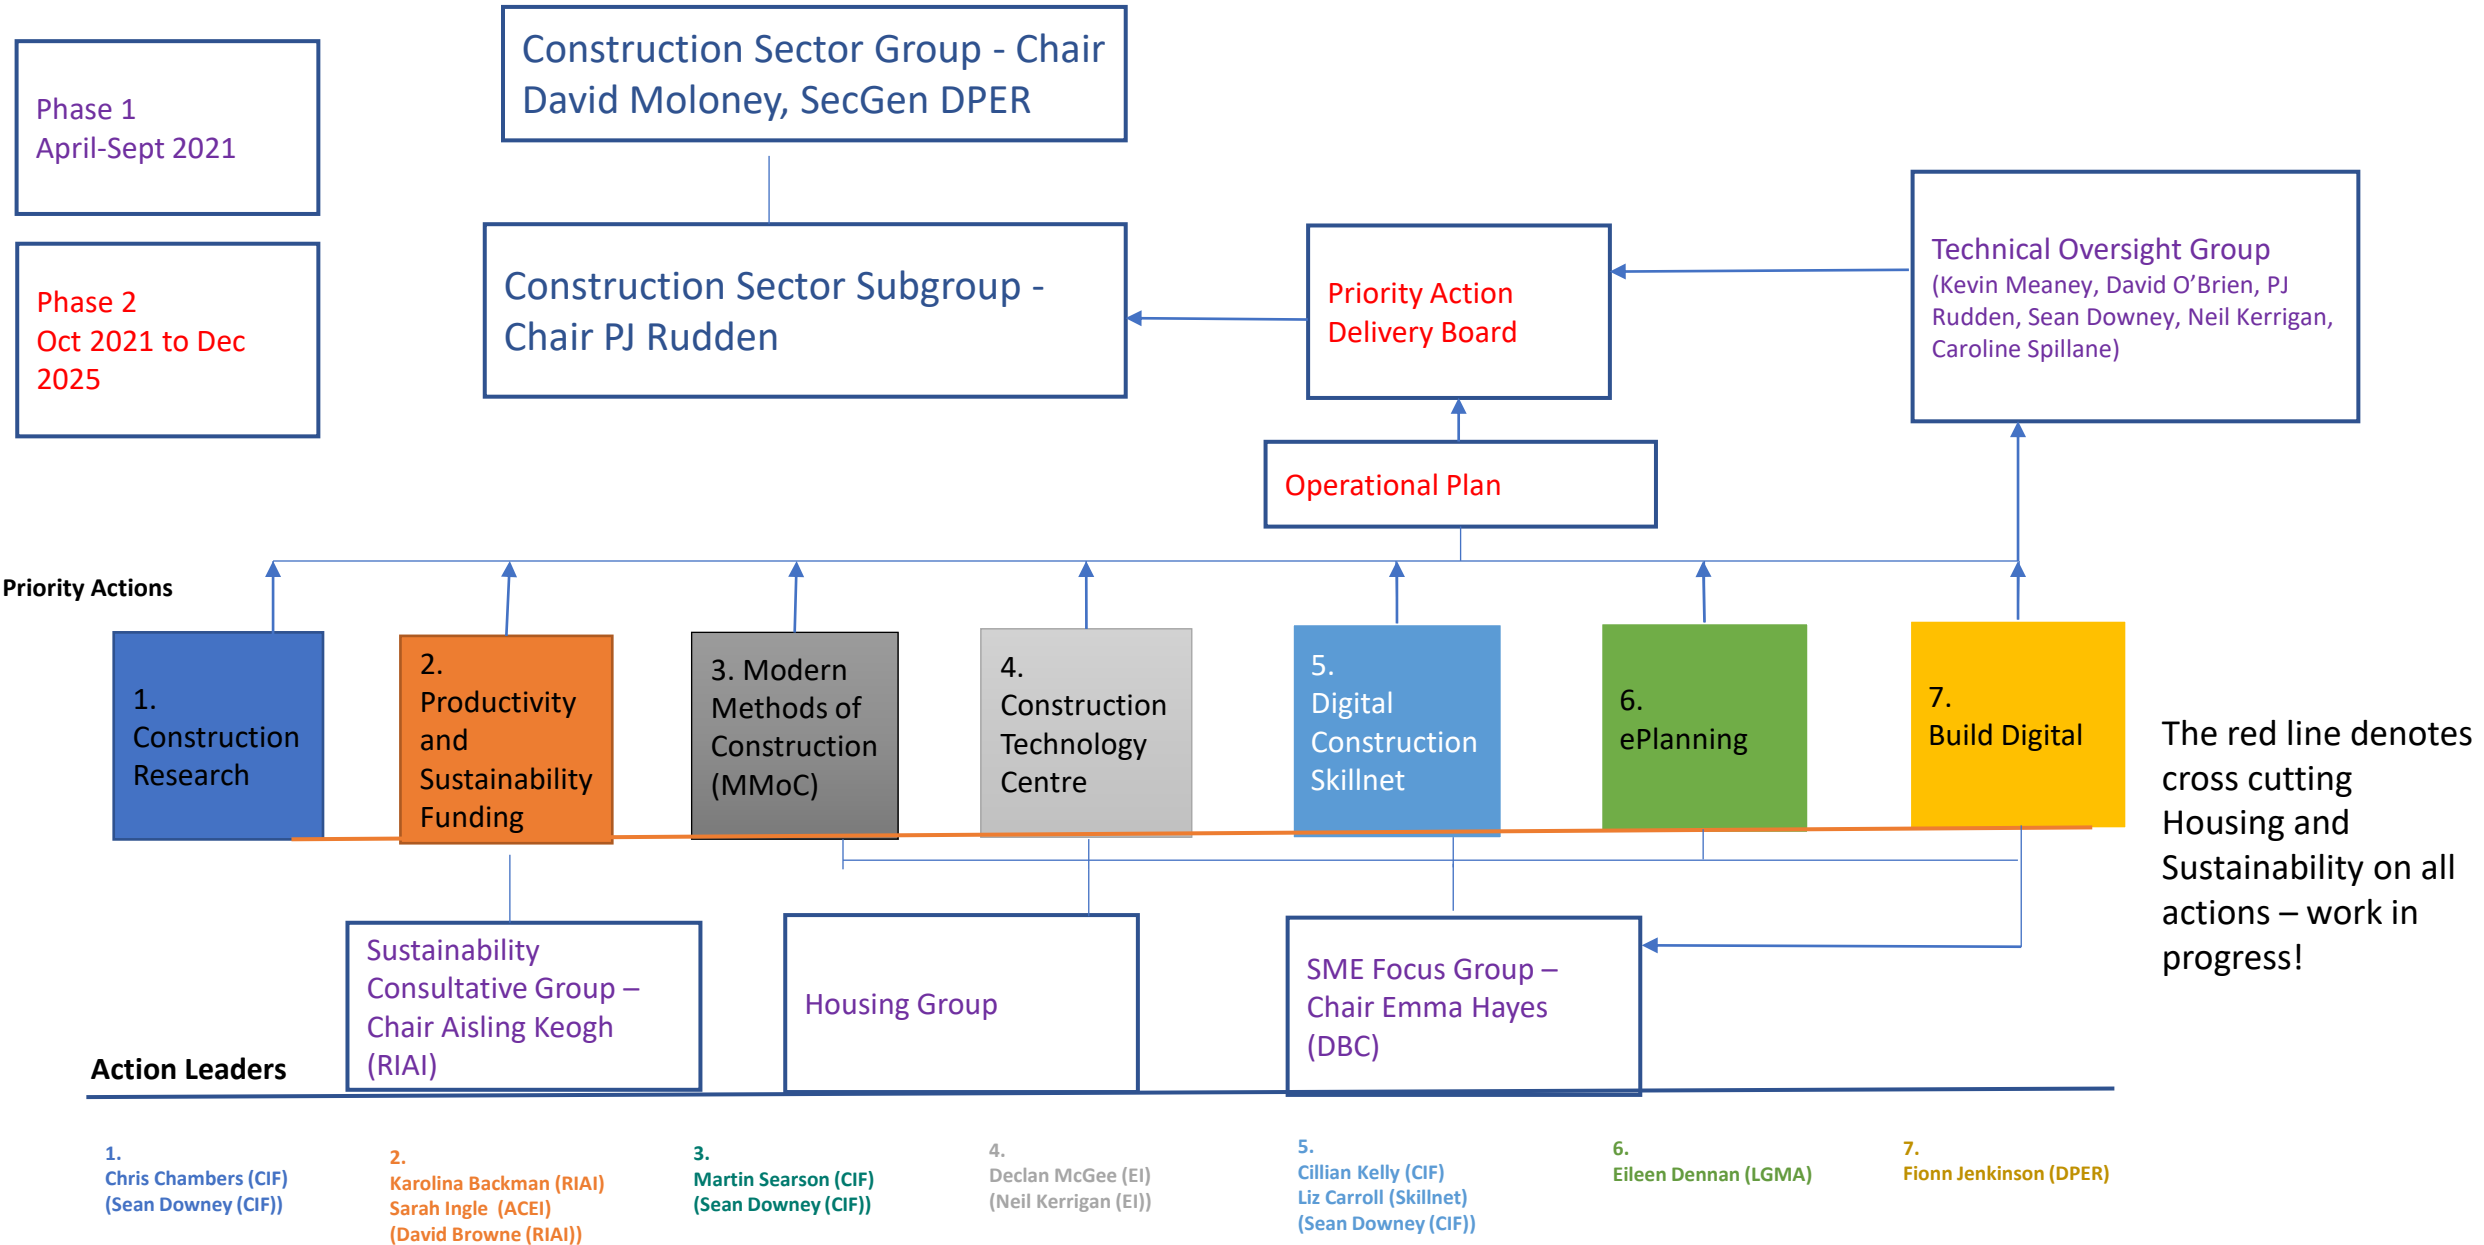 Construction Sector Group - Chair
David Moloney, SecGen DPER
Phase 1
April-Sept 2021
Phase 2
Oct 2021 to Dec
2025
Construction Sector Subgroup -
Chair PJ Rudden
Priority Action
Delivery Board
Technical Oversight Group
(Kevin Meaney, David O’Brien, PJ
Rudden, Sean Downey, Neil Kerrigan,
Caroline Spillane)
Operational Plan
Priority Actions
1.
Construction
Research
2.
Productivity
and
Sustainability
Funding
3. Modern
Methods of
Construction
(MMoC)
4.
Construction
Technology
Centre
5.
Digital
Construction
Skillnet
6.
ePlanning
7.
Build Digital
The red line denotes
cross cutting
Housing and
Sustainability on all
actions – work in
progress!
Sustainability
Consultative Group –
Chair Aisling Keogh
(RIAI)
Housing Group
SME Focus Group –
Chair Emma Hayes
(DBC)
Action Leaders
1.
Chris Chambers (CIF)
(Sean Downey (CIF))
2.
Karolina Backman (RIAI)
Sarah Ingle  (ACEI)
(David Browne (RIAI))
3.
Martin Searson (CIF)
(Sean Downey (CIF))
4.
Declan McGee (EI)
(Neil Kerrigan (EI))
5.
Cillian Kelly (CIF)
Liz Carroll (Skillnet)
(Sean Downey (CIF))
6.
Eileen Dennan (LGMA)
7.
Fionn Jenkinson (DPER)